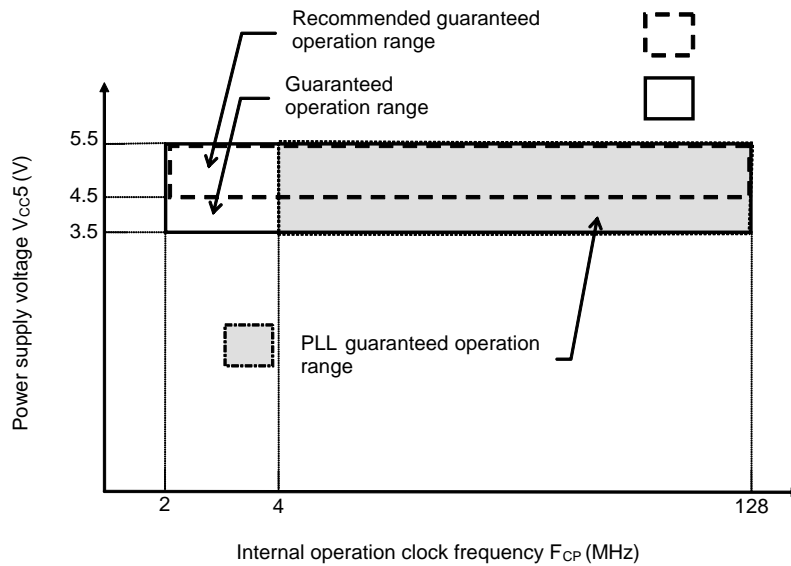 Recommended guaranteed
operation range
Guaranteed
operation range
Power supply voltage VCC5 (V)
5.5
4.5
3.5
PLL guaranteed operation
range
2
4
128
Internal operation clock frequency FCP (MHz)